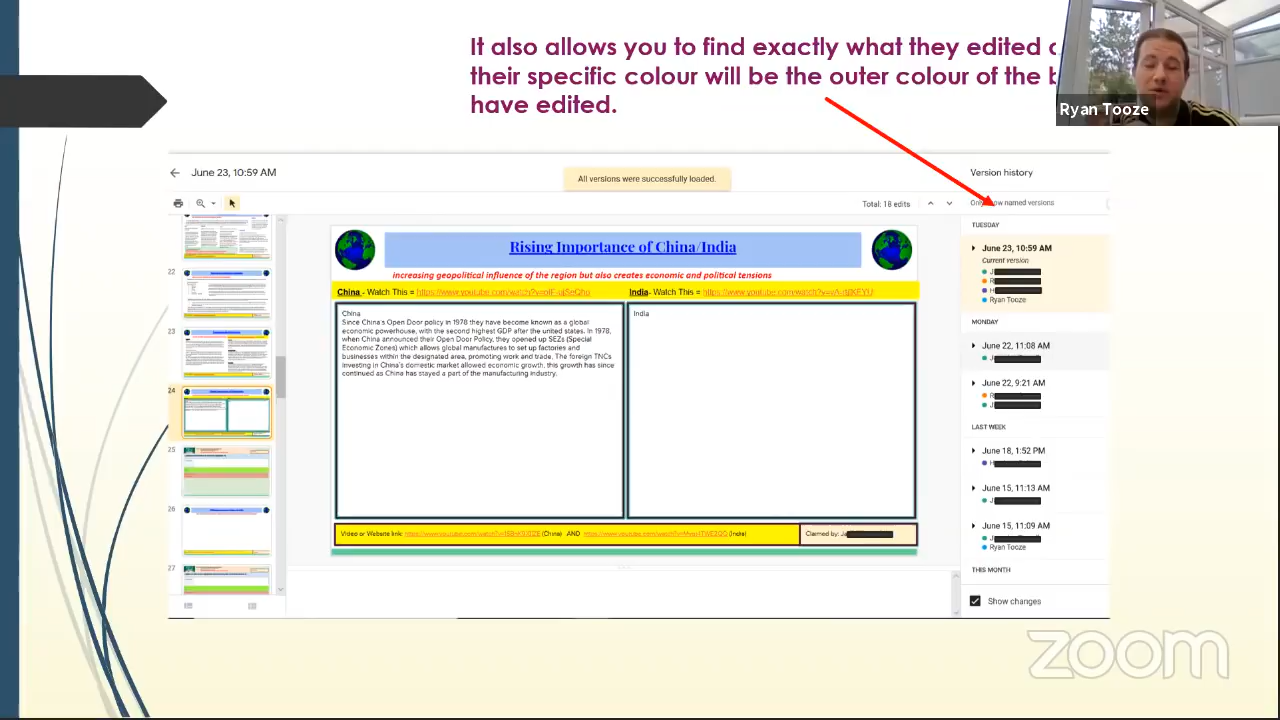 It also allows you to find exactly what they edited
their specific colour will be the outer colour of the
have edited.
Ryan Tooze
June 23, 10:59 AM
All versions were successfully loaded.
Version history
Total: 18 edits
Only show named versions
TUESDAY
June 23, 10:59 AM
Current version
J
R
H
Ryan Tooze
MONDAY
June 22, 11:08 AM
J
June 22, 9:21 AM
R
J
LAST WEEK
June 18, 1:52 PM
H
June 15, 11:13 AM
J
June 15, 11:09 AM
J
Ryan Tooze
THIS MONTH
Show changes
22
23
24
25
26
27
Rising Importance of China/India
increasing geopolitical influence of the region but also creates economic and political tensions
China - Watch This =
India- Watch This =
China
Since China's Open Door policy in 1978 they have become known as a global
economic powerhouse, with the second highest GDP after the united states. In 1978,
when China announced their Open Door Policy, they opened up SEZs (Special
Economic Zones) which allows global manufactures to set up factories and
businesses within the designated area, promoting work and trade. The foreign TNCs
investing in China's domestic market allowed economic growth, this growth has since
continued as China has stayed a part of the manufacturing industry.
India
Video or Website link: (China) AND (India)
Claimed by: Ja
zoom